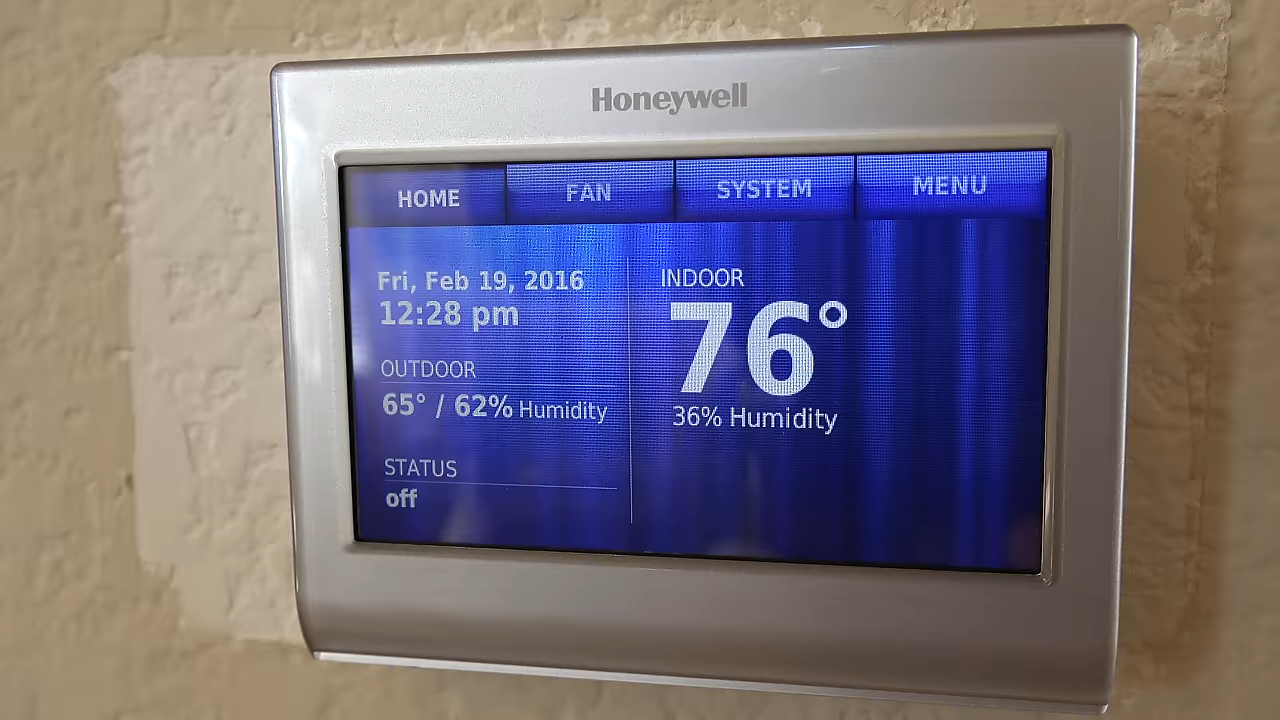 Honeywell
HOME FAN SYSTEM MENU
Fri, Feb 19, 2016
12:28 pm
OUTDOOR
65° / 62% Humidity
STATUS
off
INDOOR
76°
36% Humidity